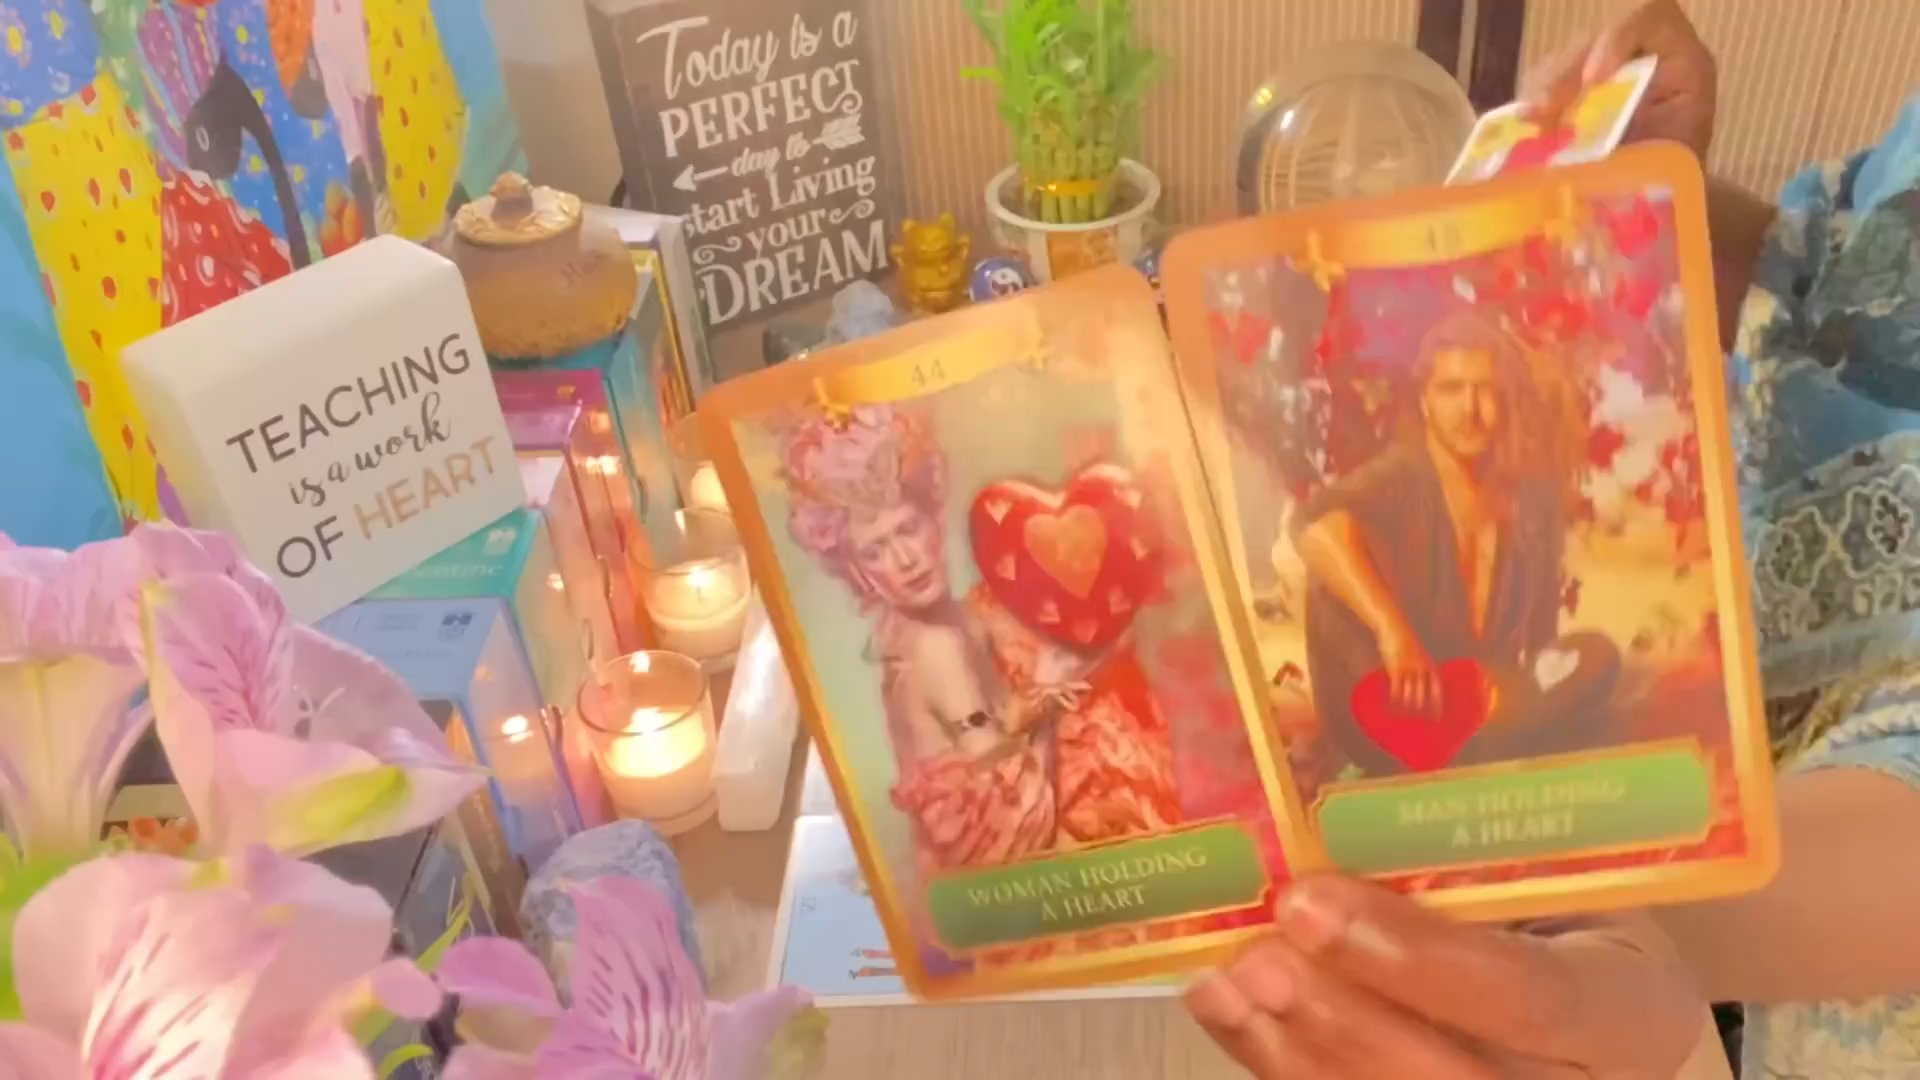 Today is a
PERFECT
day to
start Living
your
DREAM
TEACHING
is a work
OF HEART
44
45
WOMAN HOLDING
A HEART
MAN HOLDING
A HEART